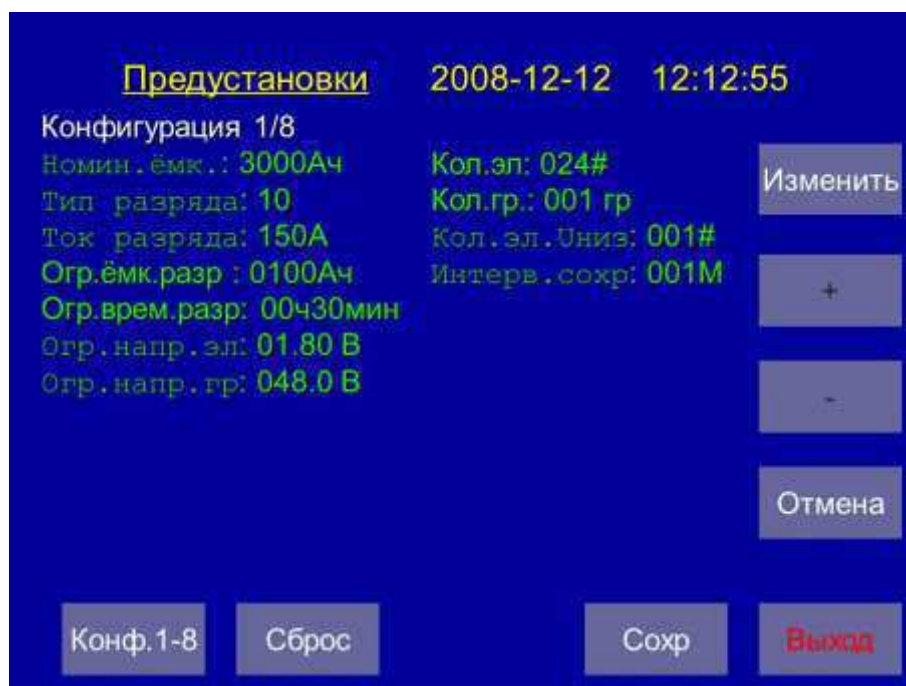 Предустановки 2008-12-12 12:12:55
Конфигурация 1/8
Номин.ёмк.: 3000Ач
Тип разряда: 10
Ток разряда: 150А
Огр.ёмк.разр : 0100Ач
Огр.врем.разр: 00ч30мин
Огр.напр.эл: 01.80 В
Огр.напр.гр: 048.0 В
Кол.эл: 024#
Кол.гр.: 001 гр
Кол.эл.Uниз: 001#
Интерв.сохр: 001М
Изменить
+
-
Отмена
Конф.1-8 Сброс Сохр Выход